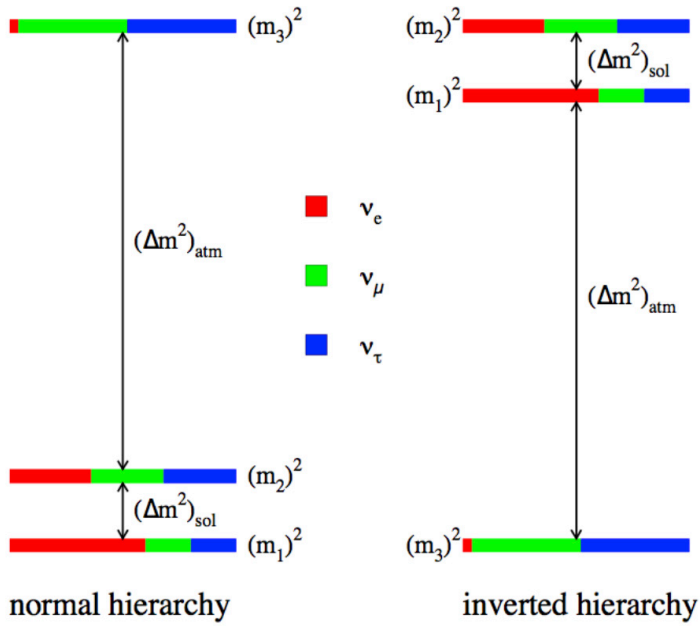 (m₃)²
(m₂)²
(Δm²)sol
(m₁)²
νe
(Δm²)atm
νμ
(Δm²)atm
ντ
(m₂)²
(Δm²)sol
(m₁)²
(m₃)²
normal hierarchy
inverted hierarchy